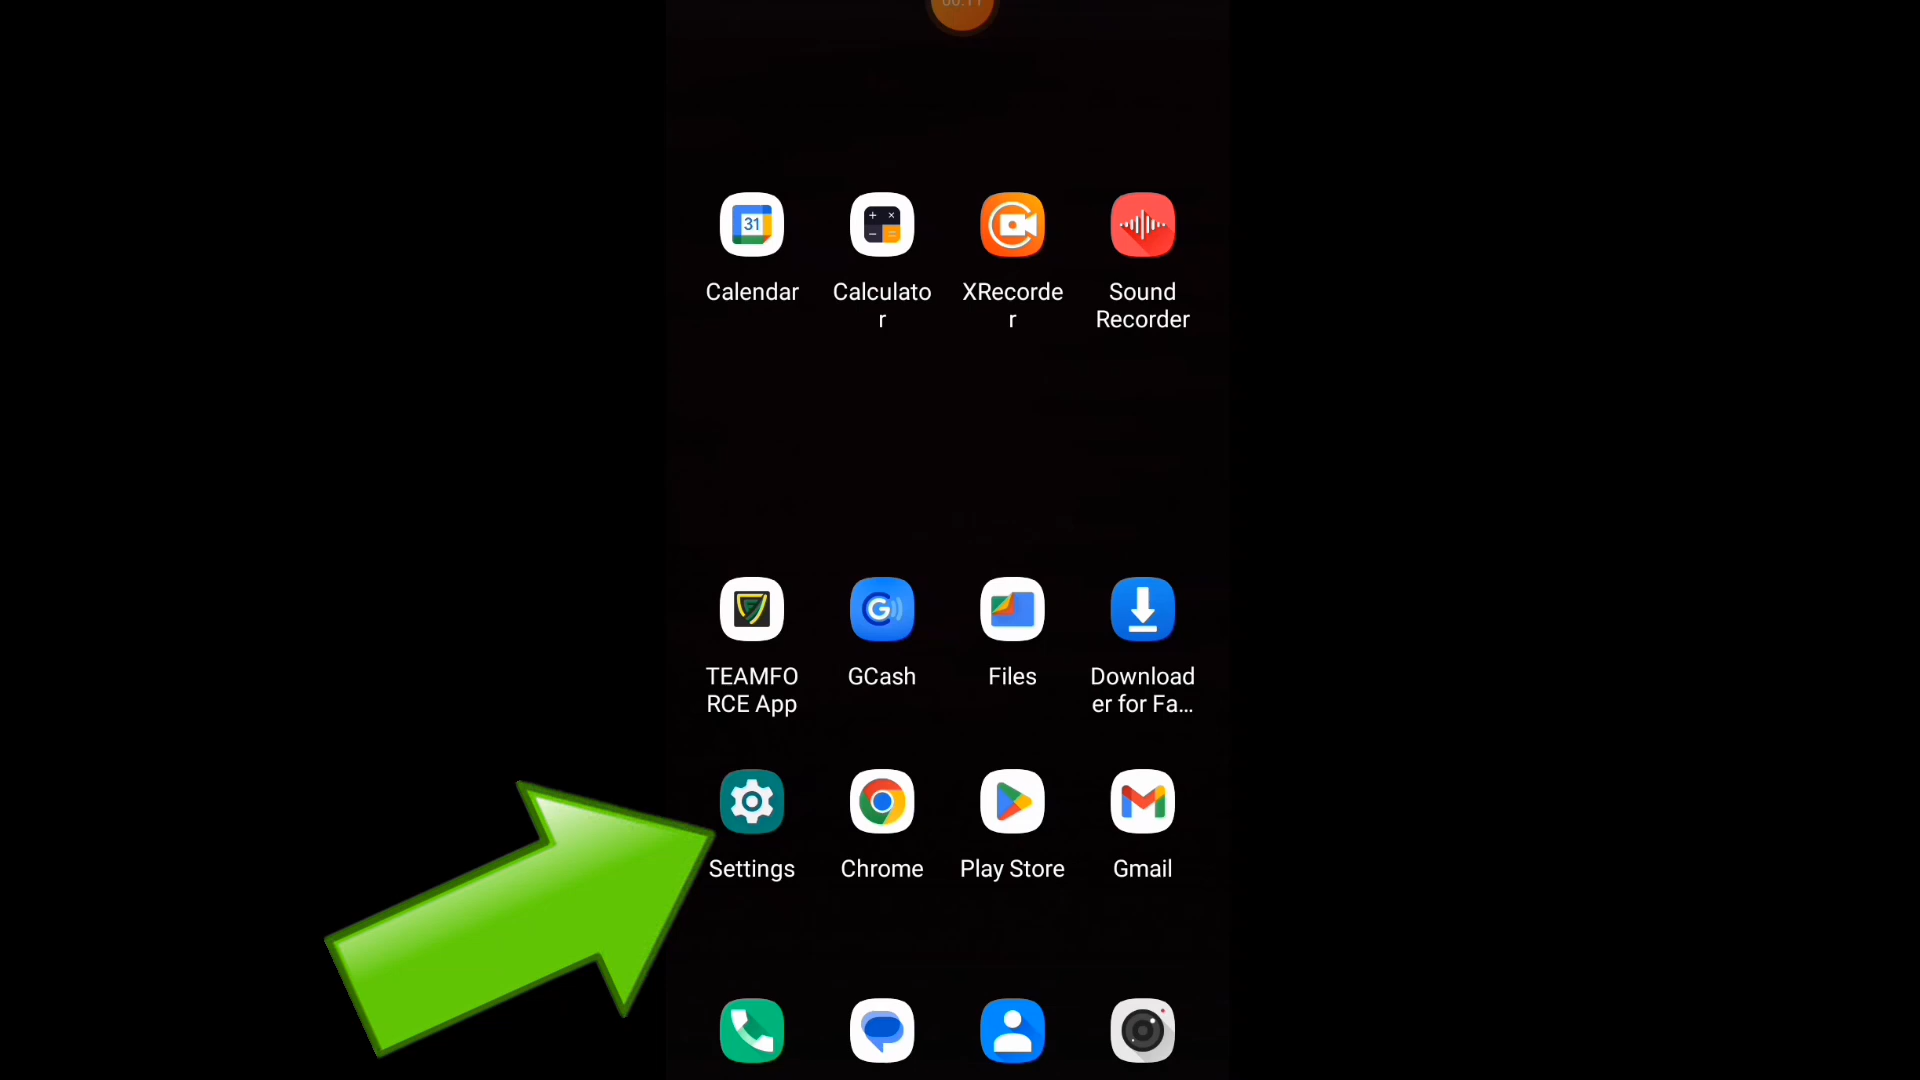 31
Calendar
Calculato
r
XRecorde
r
Sound
Recorder
TEAMFO
RCE App
GCash
Files
Download
er for Fa...
Settings
Chrome
Play Store
Gmail